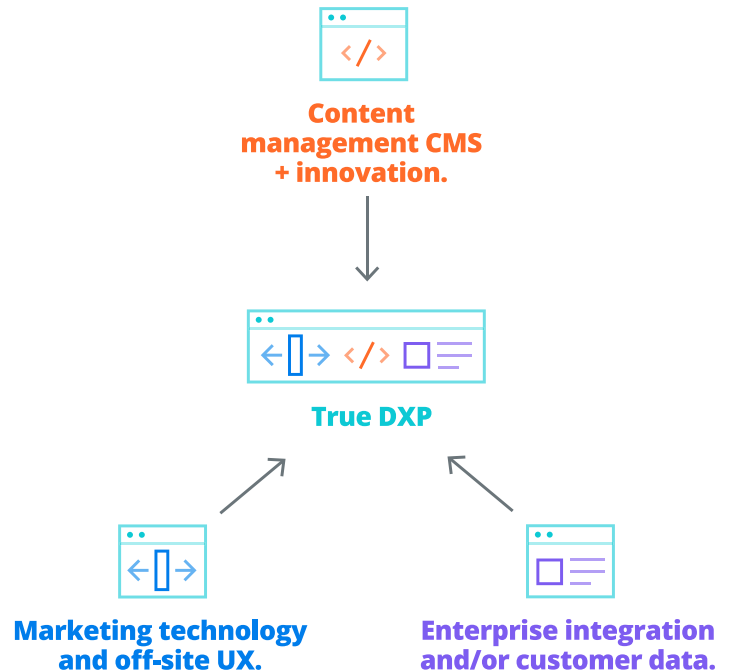 Content
management CMS
+ innovation.
True DXP
Marketing technology
and off-site UX.
Enterprise integration
and/or customer data.